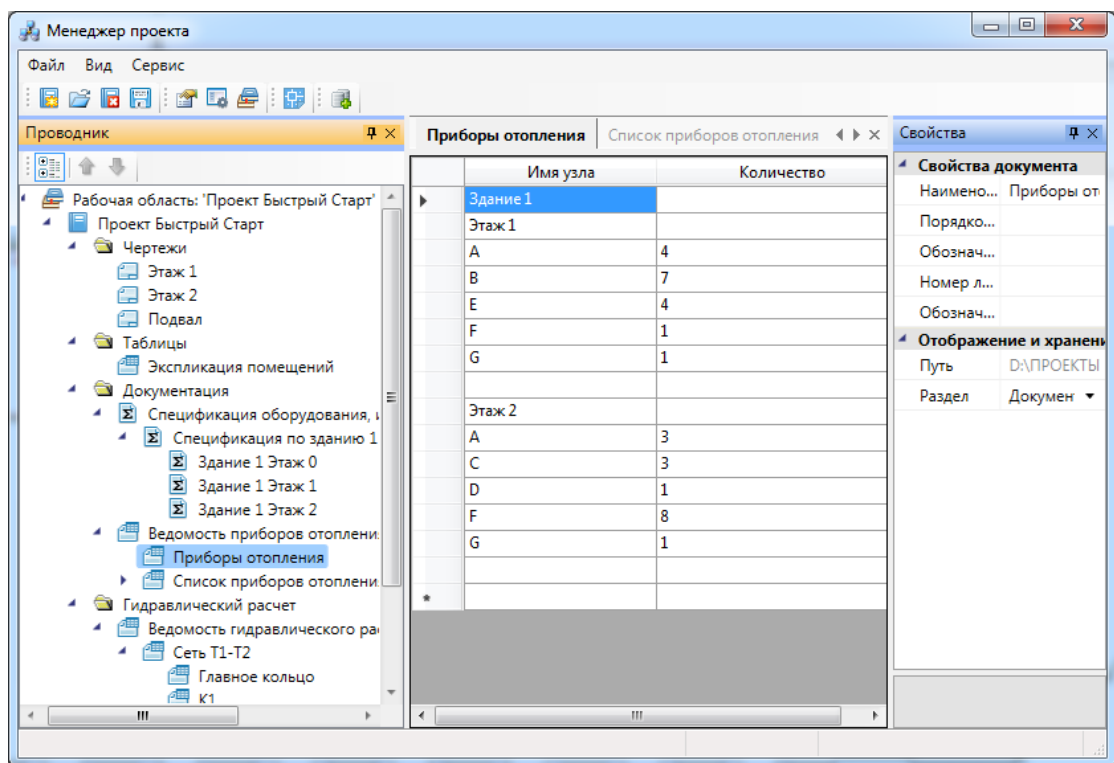 Менеджер проекта
Файл Вид Сервис
Проводник
Рабочая область: 'Проект Быстрый Старт'
Проект Быстрый Старт
Чертежи
Этаж 1
Этаж 2
Подвал
Таблицы
Экспликация помещений
Документация
Спецификация оборудования,
Спецификация по зданию 1
Здание 1 Этаж 0
Здание 1 Этаж 1
Здание 1 Этаж 2
Ведомость приборов отоплени
Приборы отопления
Список приборов отоплени
Гидравлический расчет
Ведомость гидравлического ра
Сеть Т1-Т2
Главное кольцо
К1
Приборы отопления Список приборов отопления
Имя узла Количество
Здание 1
Этаж 1
A 4
B 7
E 4
F 1
G 1
Этаж 2
A 3
C 3
D 1
F 8
G 1
*
Свойства
Свойства документа
Наимено... Приборы от
Порядко...
Обознач...
Номер л...
Обознач...
Отображение и хранени
Путь D:\ПРОЕКТЫ
Раздел Докумен